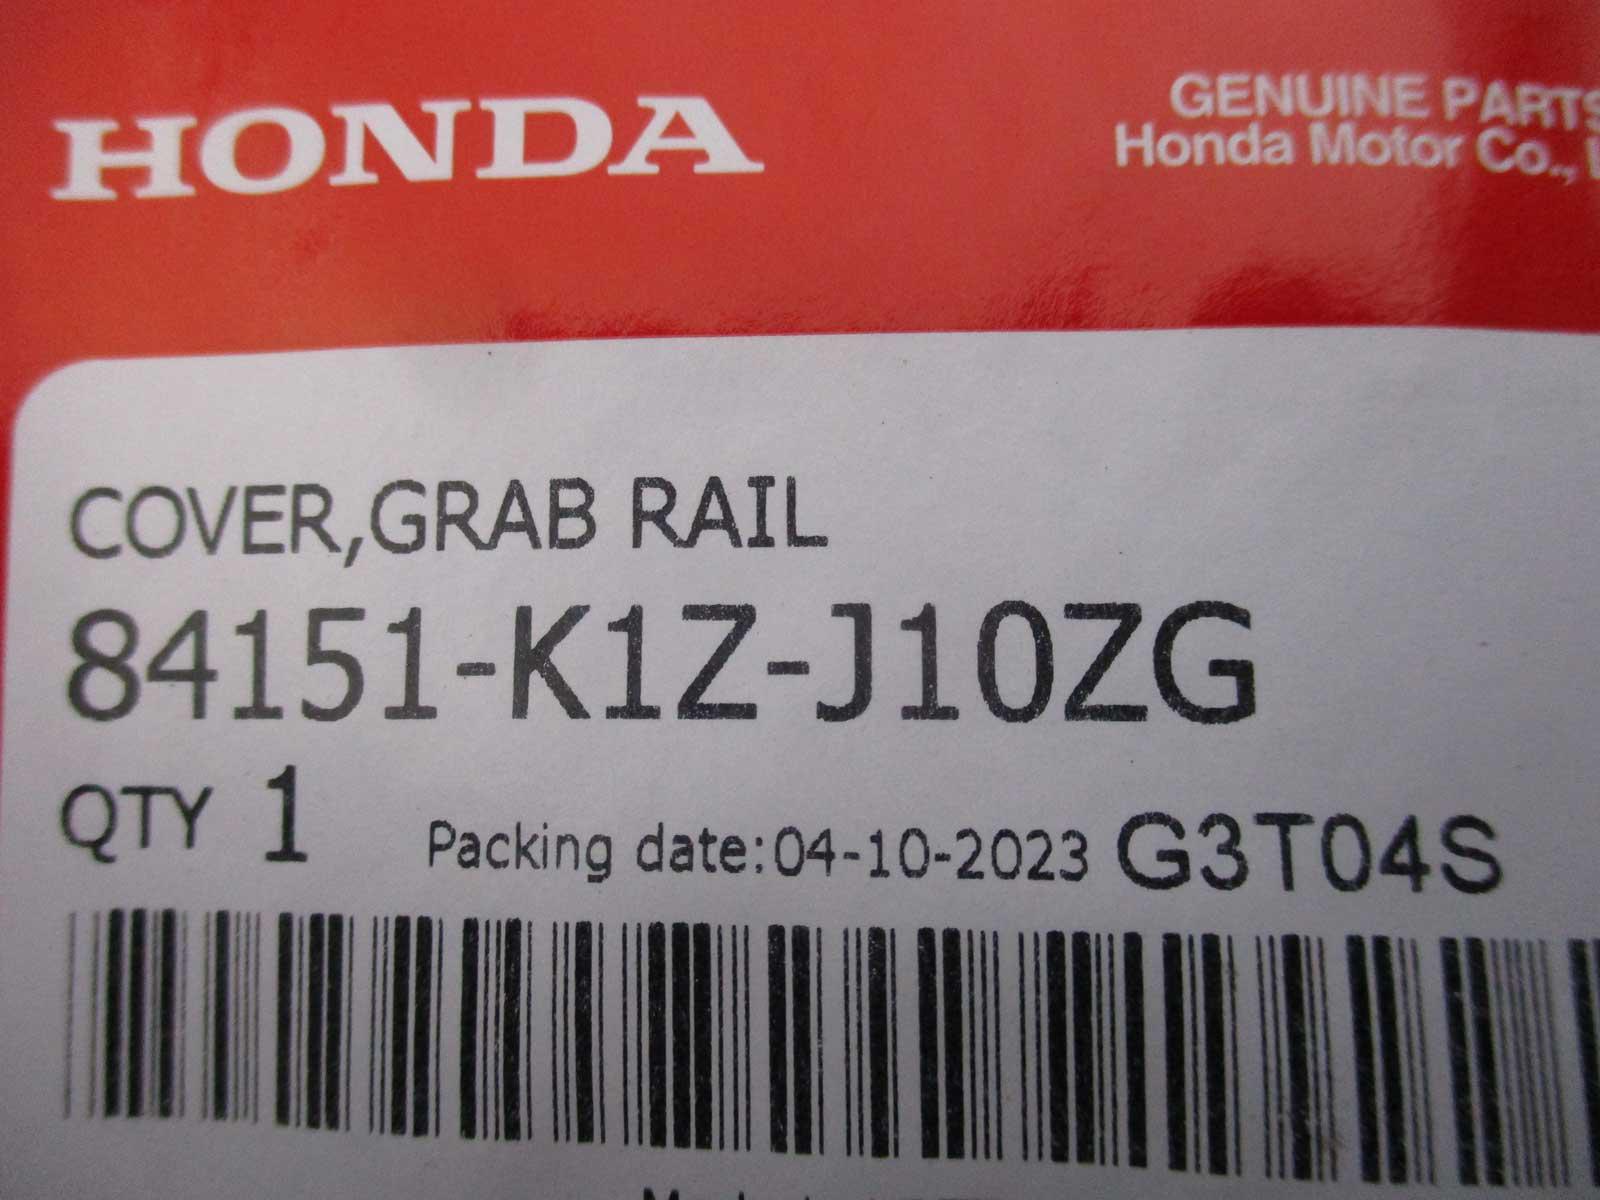 HONDA
GENUINE PARTS
Honda Motor Co.,
COVER,GRAB RAIL
84151-K1Z-J10ZG
QTY 1
Packing date:04-10-2023 G3T04S